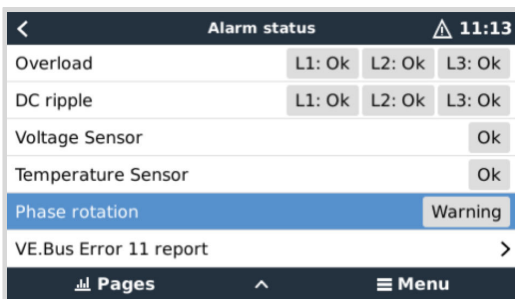 Alarm status 11:13
Overload L1: Ok L2: Ok L3: Ok
DC ripple L1: Ok L2: Ok L3: Ok
Voltage Sensor Ok
Temperature Sensor Ok
Phase rotation Warning
VE.Bus Error 11 report
Pages Menu